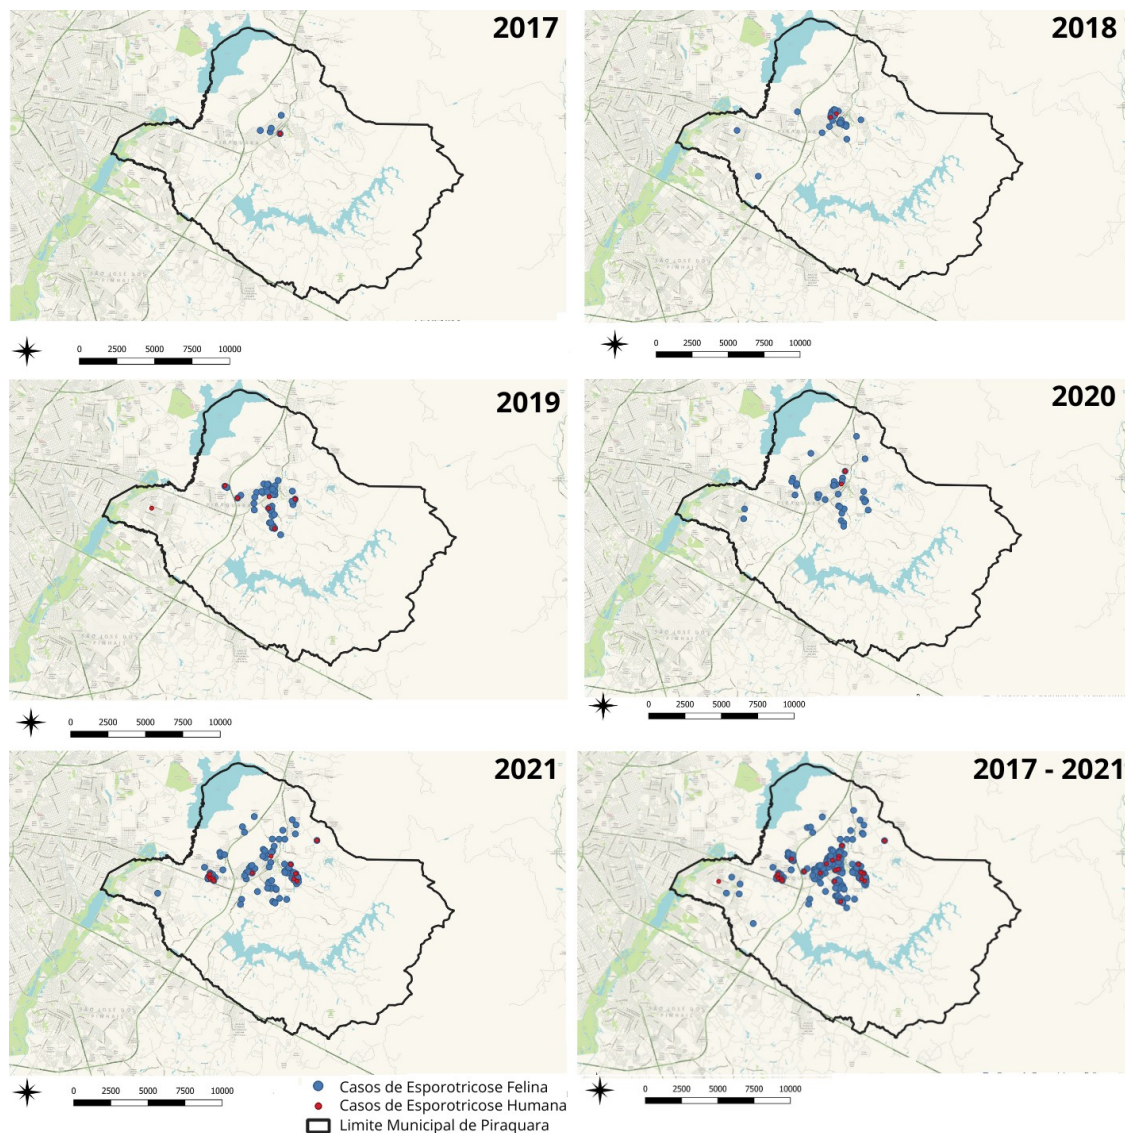 2017
2018
0 2500 5000 7500 10000
0 2500 5000 7500 10000
2019
2020
0 2500 5000 7500 10000
0 2500 5000 7500 10000
2021
2017 - 2021
0 2500 5000 7500 10000
0 2500 5000 7500 10000
Casos de Esporotricose Felina
Casos de Esporotricose Humana
Limite Municipal de Piraquara